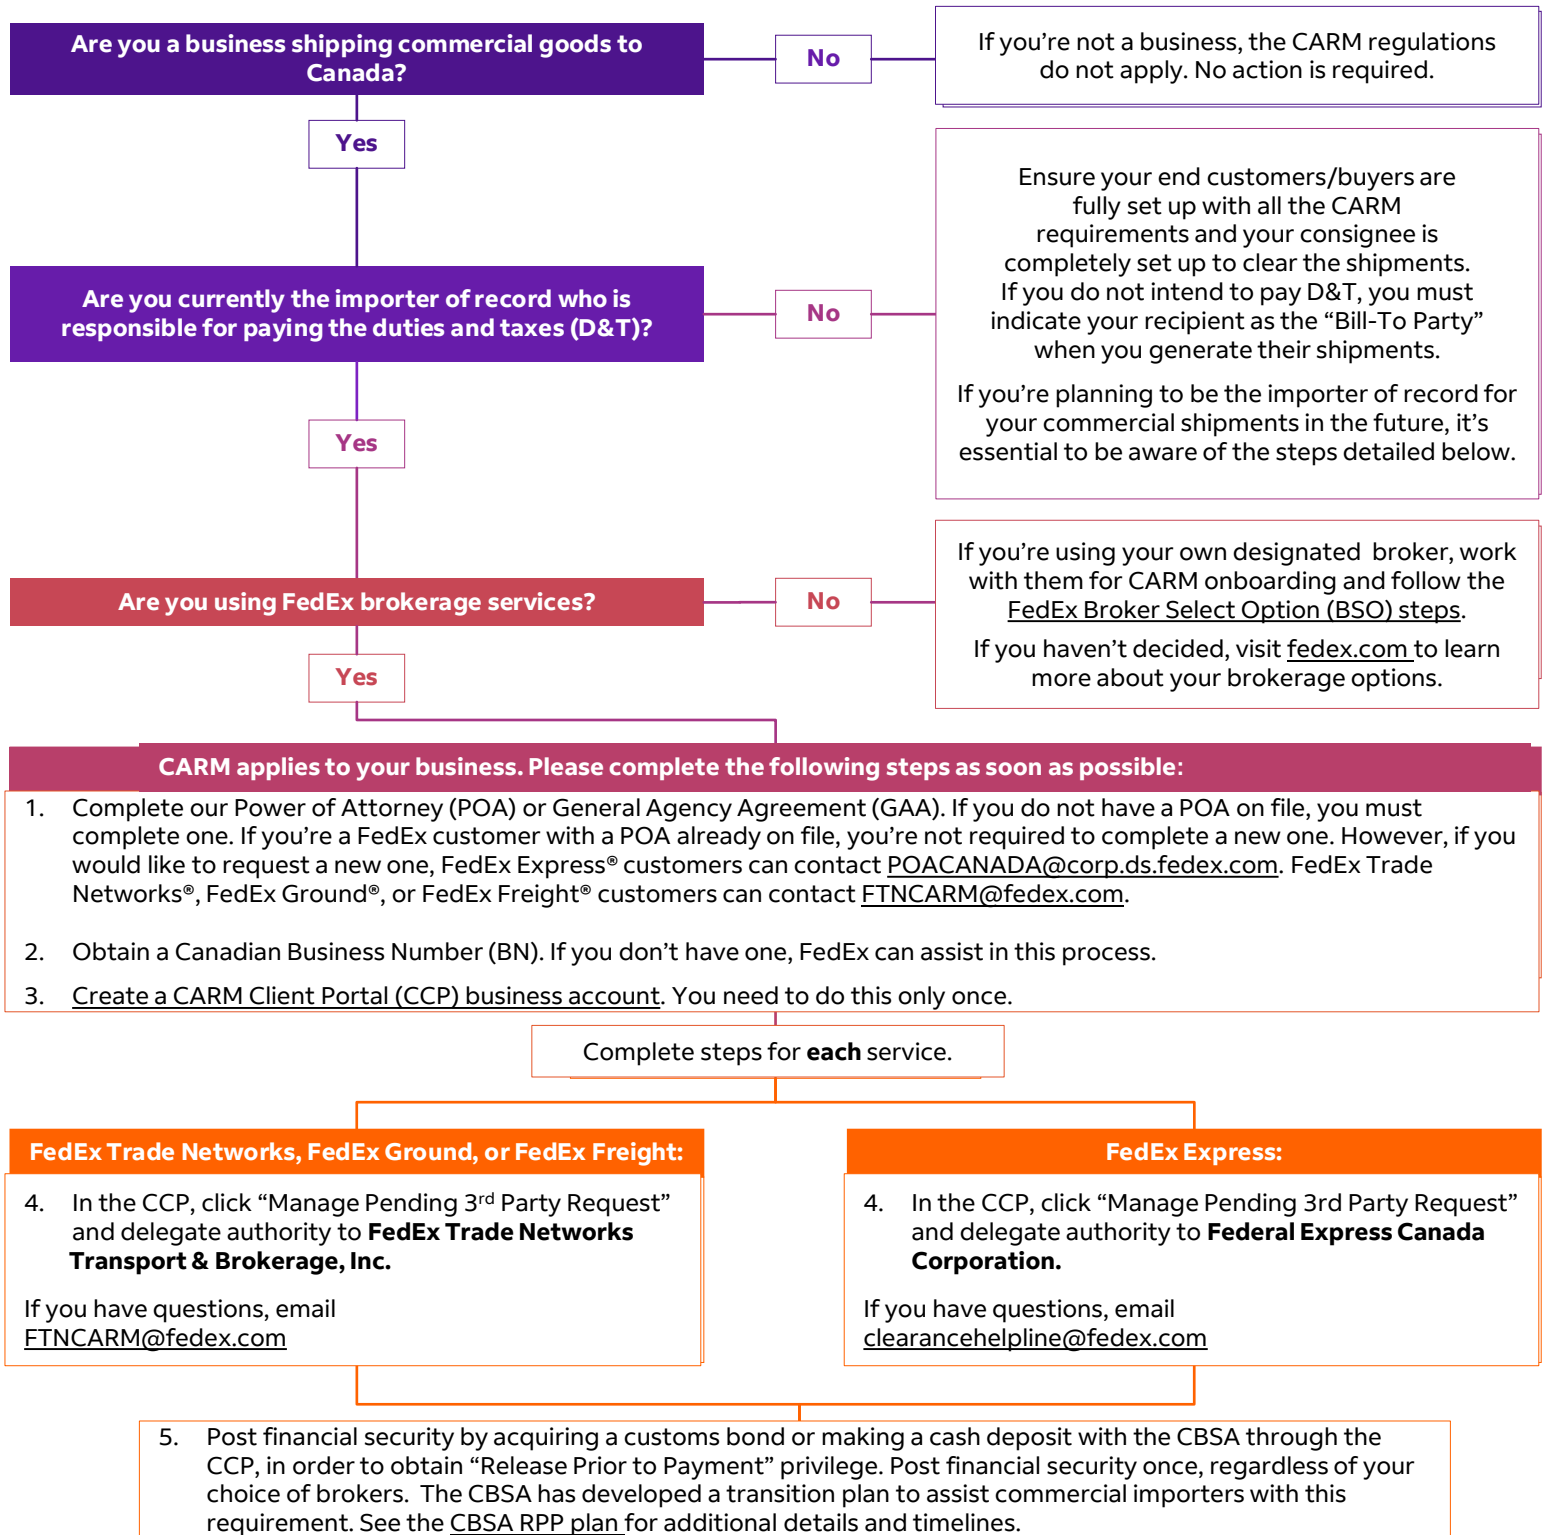 Are you a business shipping commercial goods to
Canada?
No
If you’re not a business, the CARM regulations
do not apply. No action is required.
Yes
Ensure your end customers/buyers are
fully set up with all the CARM
requirements and your consignee is
completely set up to clear the shipments.
If you do not intend to pay D&T, you must
indicate your recipient as the “Bill-To Party”
when you generate their shipments.
If you’re planning to be the importer of record for
your commercial shipments in the future, it’s
essential to be aware of the steps detailed below.
Are you currently the importer of record who is
responsible for paying the duties and taxes (D&T)?
No
Yes
If you’re using your own designated broker, work
with them for CARM onboarding and follow the
FedEx Broker Select Option (BSO) steps.
If you haven’t decided, visit fedex.com to learn
more about your brokerage options.
Are you using FedEx brokerage services?
No
Yes
CARM applies to your business. Please complete the following steps as soon as possible:
1. Complete our Power of Attorney (POA) or General Agency Agreement (GAA). If you do not have a POA on file, you must
complete one. If you’re a FedEx customer with a POA already on file, you’re not required to complete a new one. However, if you
would like to request a new one, FedEx Express® customers can contact POACANADA@corp.ds.fedex.com. FedEx Trade
Networks®, FedEx Ground®, or FedEx Freight® customers can contact FTNCARM@fedex.com.
2. Obtain a Canadian Business Number (BN). If you don’t have one, FedEx can assist in this process.
3. Create a CARM Client Portal (CCP) business account. You need to do this only once.
Complete steps for each service.
FedEx Trade Networks, FedEx Ground, or FedEx Freight:
4. In the CCP, click “Manage Pending 3rd Party Request”
and delegate authority to FedEx Trade Networks
Transport & Brokerage, Inc.
If you have questions, email
FTNCARM@fedex.com
FedEx Express:
4. In the CCP, click “Manage Pending 3rd Party Request”
and delegate authority to Federal Express Canada
Corporation.
If you have questions, email
clearancehelpline@fedex.com
5. Post financial security by acquiring a customs bond or making a cash deposit with the CBSA through the
CCP, in order to obtain “Release Prior to Payment” privilege. Post financial security once, regardless of your
choice of brokers. The CBSA has developed a transition plan to assist commercial importers with this
requirement. See the CBSA RPP plan for additional details and timelines.